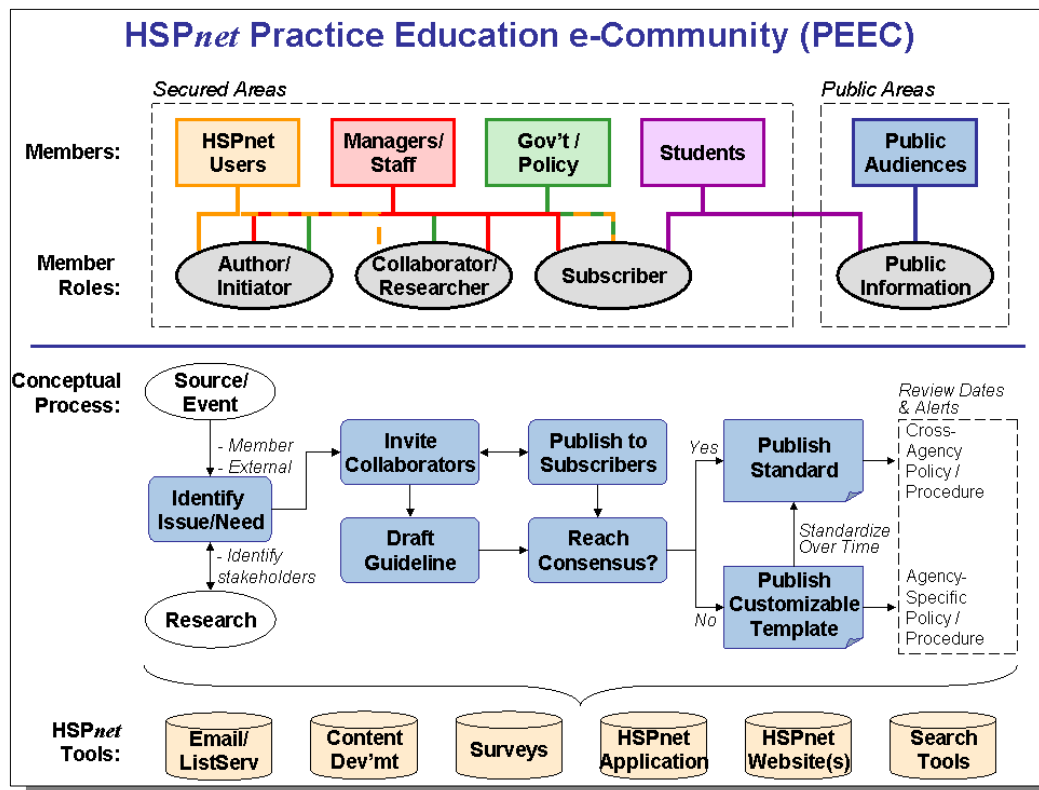 HSPnet Practice Education e-Community (PEEC)
Secured Areas
Public Areas
Members:
HSPnet
Users
Managers/
Staff
Gov't /
Policy
Students
Public
Audiences
Member
Roles:
Author/
Initiator
Collaborator/
Researcher
Subscriber
Public
Information
Conceptual
Process:
Source/
Event
- Member
- External
Identify
Issue/Need
- Identify
stakeholders
Research
Invite
Collaborators
Publish to
Subscribers
Draft
Guideline
Reach
Consensus?
Yes
No
Publish
Standard
Standardize
Over Time
Publish
Customizable
Template
Review Dates
& Alerts
Cross-
Agency
Policy /
Procedure
Agency-
Specific
Policy /
Procedure
HSPnet
Tools:
Email/
ListServ
Content
Dev'mt
Surveys
HSPnet
Application
HSPnet
Website(s)
Search
Tools